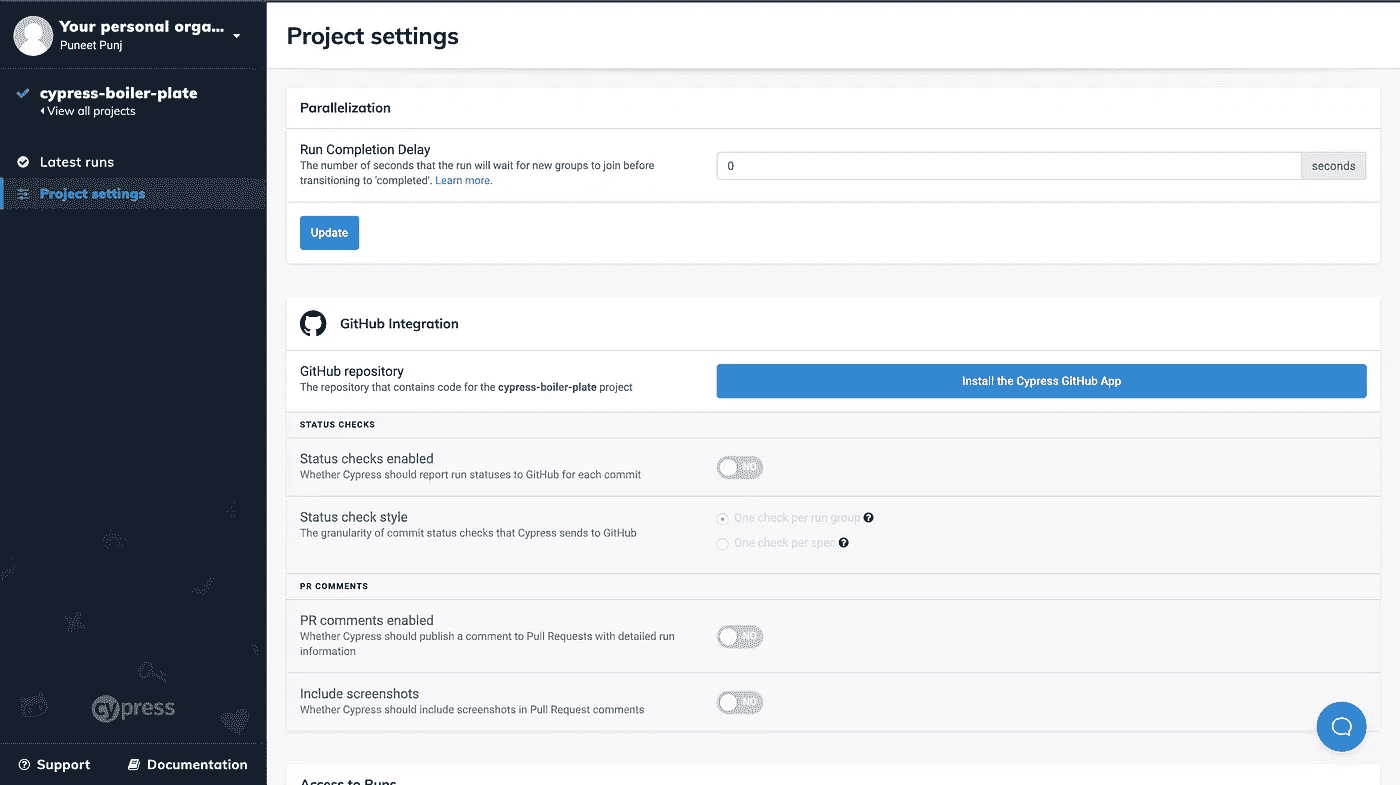 Your personal orga...
Puneet Punj
cypress-boiler-plate
View all projects
Latest runs
Project settings
cypress
Support
Documentation
Project settings
Parallelization
Run Completion Delay
The number of seconds that the run will wait for new groups to join before
transitioning to 'completed'. Learn more.
0
seconds
Update
GitHub Integration
GitHub repository
The repository that contains code for the cypress-boiler-plate project
Install the Cypress GitHub App
STATUS CHECKS
Status checks enabled
Whether Cypress should report run statuses to GitHub for each commit
NO
Status check style
The granularity of commit status checks that Cypress sends to GitHub
One check per run group
One check per spec
PR COMMENTS
PR comments enabled
Whether Cypress should publish a comment to Pull Requests with detailed run
information
NO
Include screenshots
Whether Cypress should include screenshots in Pull Request comments
NO
Access to Runs